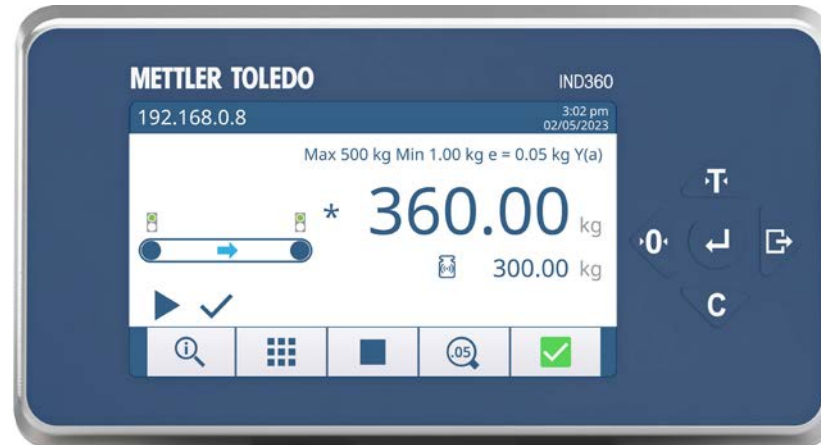 METTLER TOLEDO
IND360
192.168.0.8
3:02 pm
02/05/2023
Max 500 kg Min 1.00 kg e = 0.05 kg Y(a)
* 360.00 kg
300.00 kg
.05
T
0
C